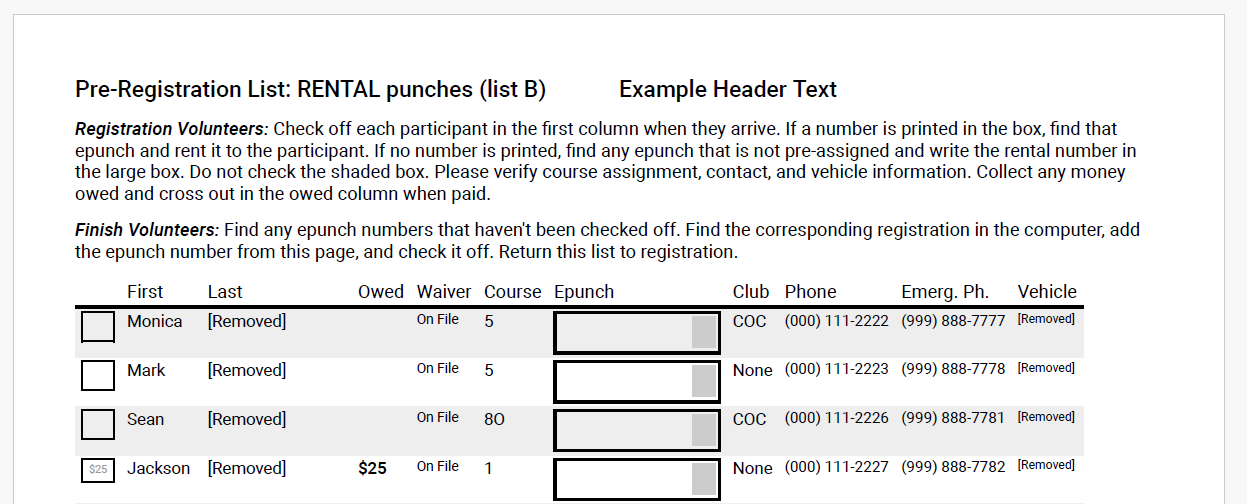 Pre-Registration List: RENTAL punches (list B) Example Header Text
Registration Volunteers: Check off each participant in the first column when they arrive. If a number is printed in the box, find that
epunch and rent it to the participant. If no number is printed, find any epunch that is not pre-assigned and write the rental number in
the large box. Do not check the shaded box. Please verify course assignment, contact, and vehicle information. Collect any money
owed and cross out in the owed column when paid.
Finish Volunteers: Find any epunch numbers that haven't been checked off. Find the corresponding registration in the computer, add
the epunch number from this page, and check it off. Return this list to registration.
First Last Owed Waiver Course Epunch Club Phone Emerg. Ph. Vehicle
Monica [Removed] On File 5 COC (000) 111-2222 (999) 888-7777 [Removed]
Mark [Removed] On File 5 None (000) 111-2223 (999) 888-7778 [Removed]
Sean [Removed] On File 8O COC (000) 111-2226 (999) 888-7781 [Removed]
$25 Jackson [Removed] $25 On File 1 None (000) 111-2227 (999) 888-7782 [Removed]